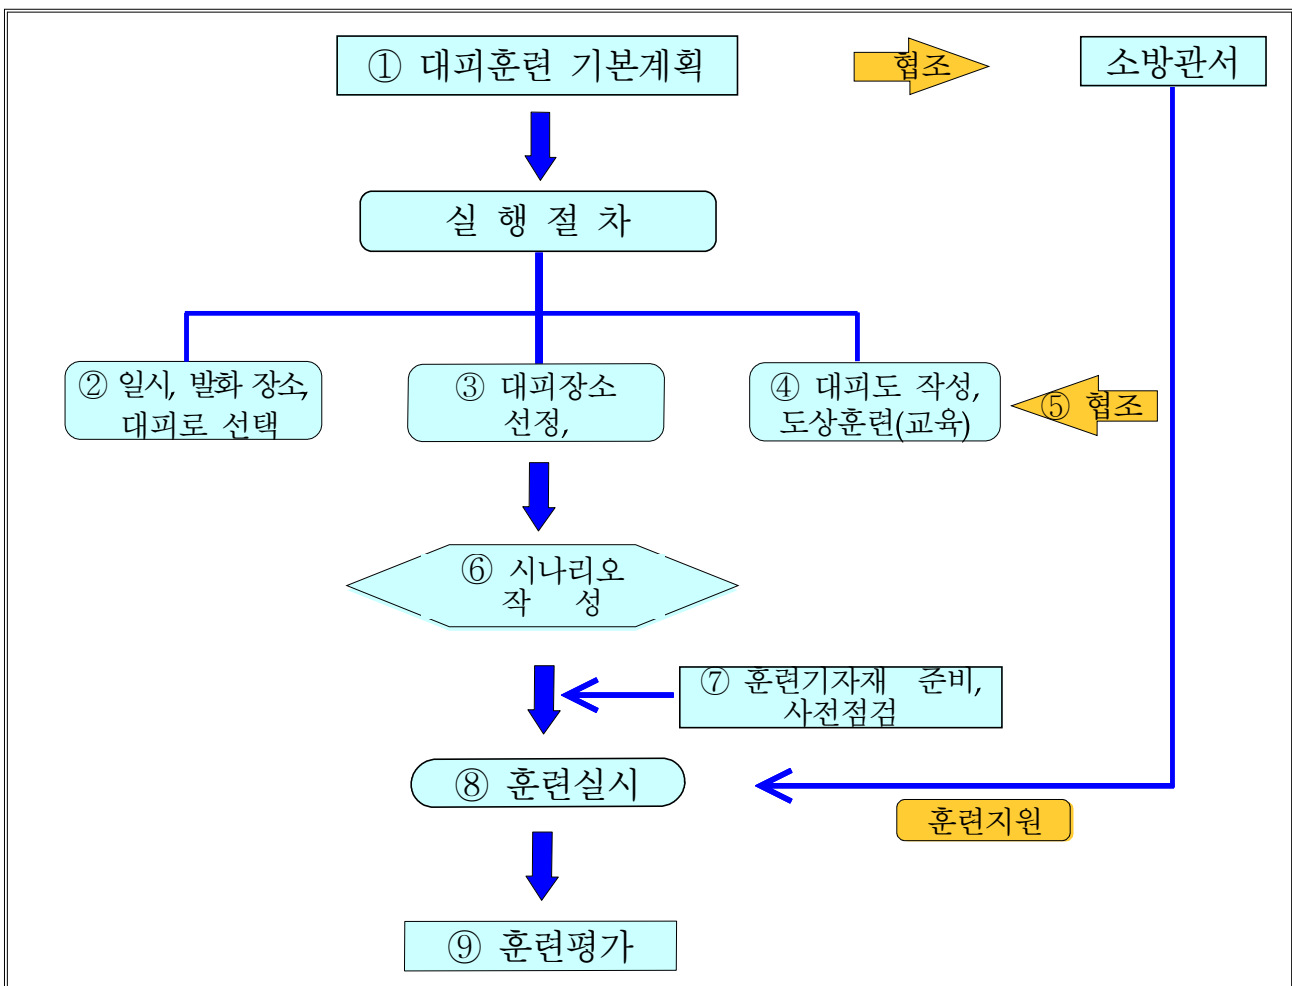 ① 대피훈련 기본계획
협조
소방관서
실 행 절 차
② 일시, 발화 장소,
대피로 선택
③ 대피장소
선정,
④ 대피도 작성,
도상훈련(교육)
⑤ 협조
⑥ 시나리오
작 성
⑦ 훈련기자재 준비,
사전점검
⑧ 훈련실시
훈련지원
⑨ 훈련평가